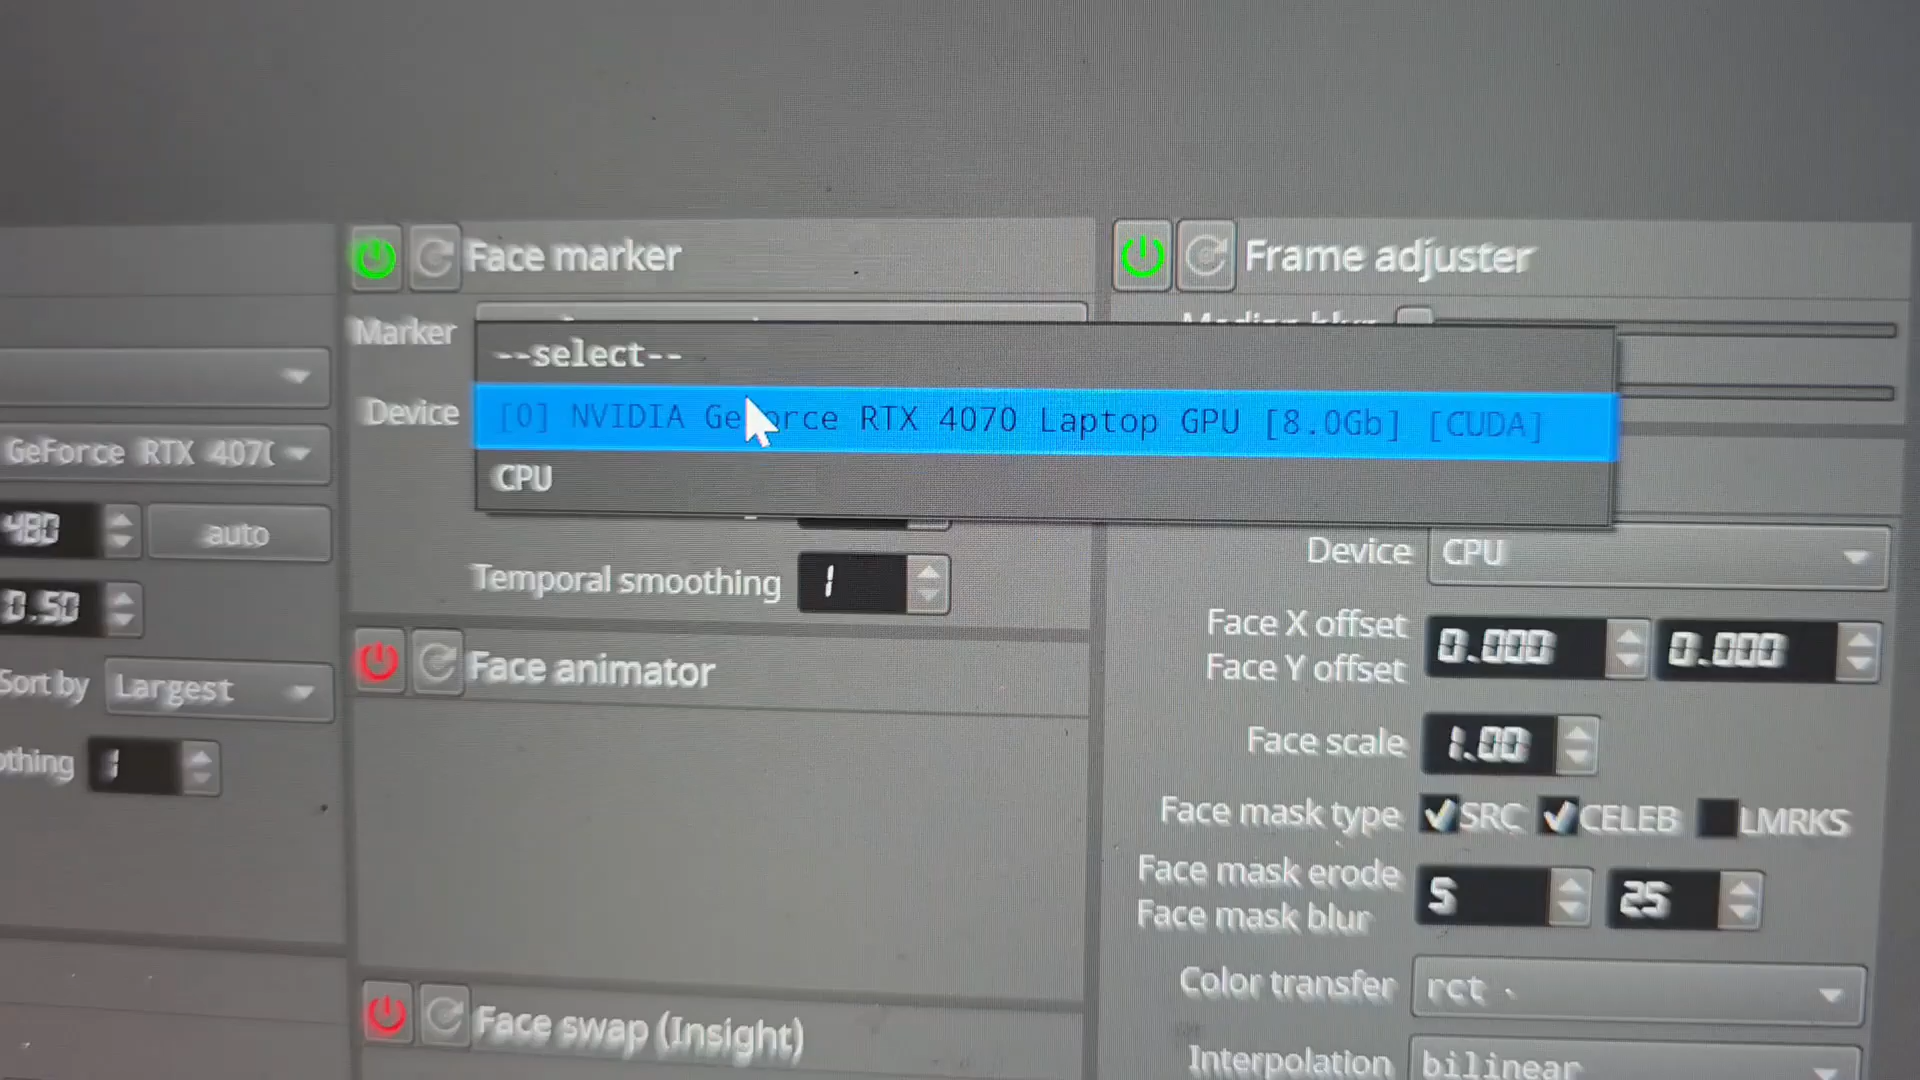 Face marker
Marker
--select--
Device
[0] NVIDIA GeForce RTX 4070 Laptop GPU [8.0Gb] [CUDA]
CPU
Temporal smoothing 1
Face animator
Face swap (Insight)
GeForce RTX 407
480
auto
0.50
Sort by
Largest
othing 1
Frame adjuster
Median blur
Device
CPU
Face X offset
Face Y offset
0.000 0.000
Face scale
1.00
Face mask type
SRC CELEB LMRKS
Face mask erode
Face mask blur
5 25
Color transfer
rct
Interpolation
bilinear